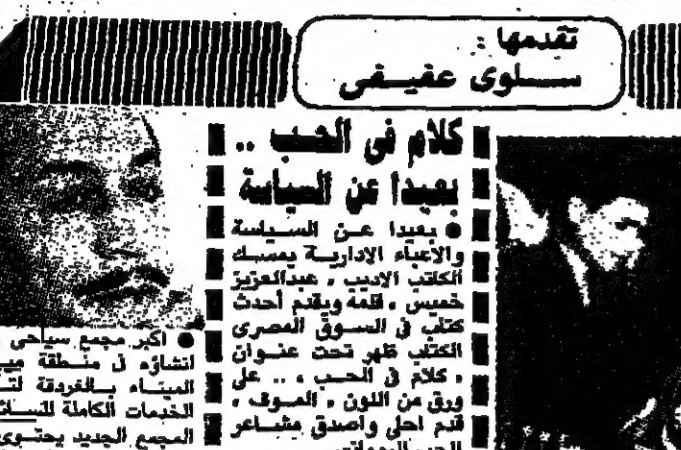 تقدمها :
سلوى عفيفى
كلام فى الحب ..
بعيدا عن السياسة
● بعيدا عن السياسة
والاعباء الادارية يمسك
الكاتب الاديب ، عبدالعزيز
خميس ، قلمه ويقدم أحدث
كتاب فى السوق المصرى
الكتاب ظهر تحت عنوان
« كلام فى الحب » .. على
ورق من اللون « الموف »
قدم احلى واصدق مشاعر
الحب
● اكبر مجمع سياحى
انشاؤه فى منطقة
الميناء بالغردقة
الخدمات الكاملة
المجمع الجديد يحتوى